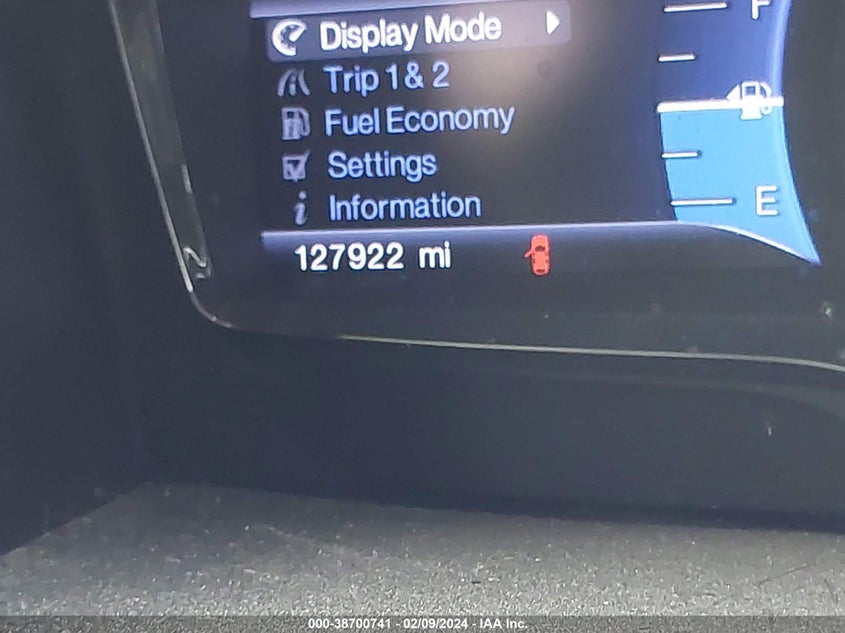 Display Mode
F
Trip 1 & 2
Fuel Economy
Settings
Information
E
127922 mi
000-38700741 - 02/09/2024 - IAA Inc.